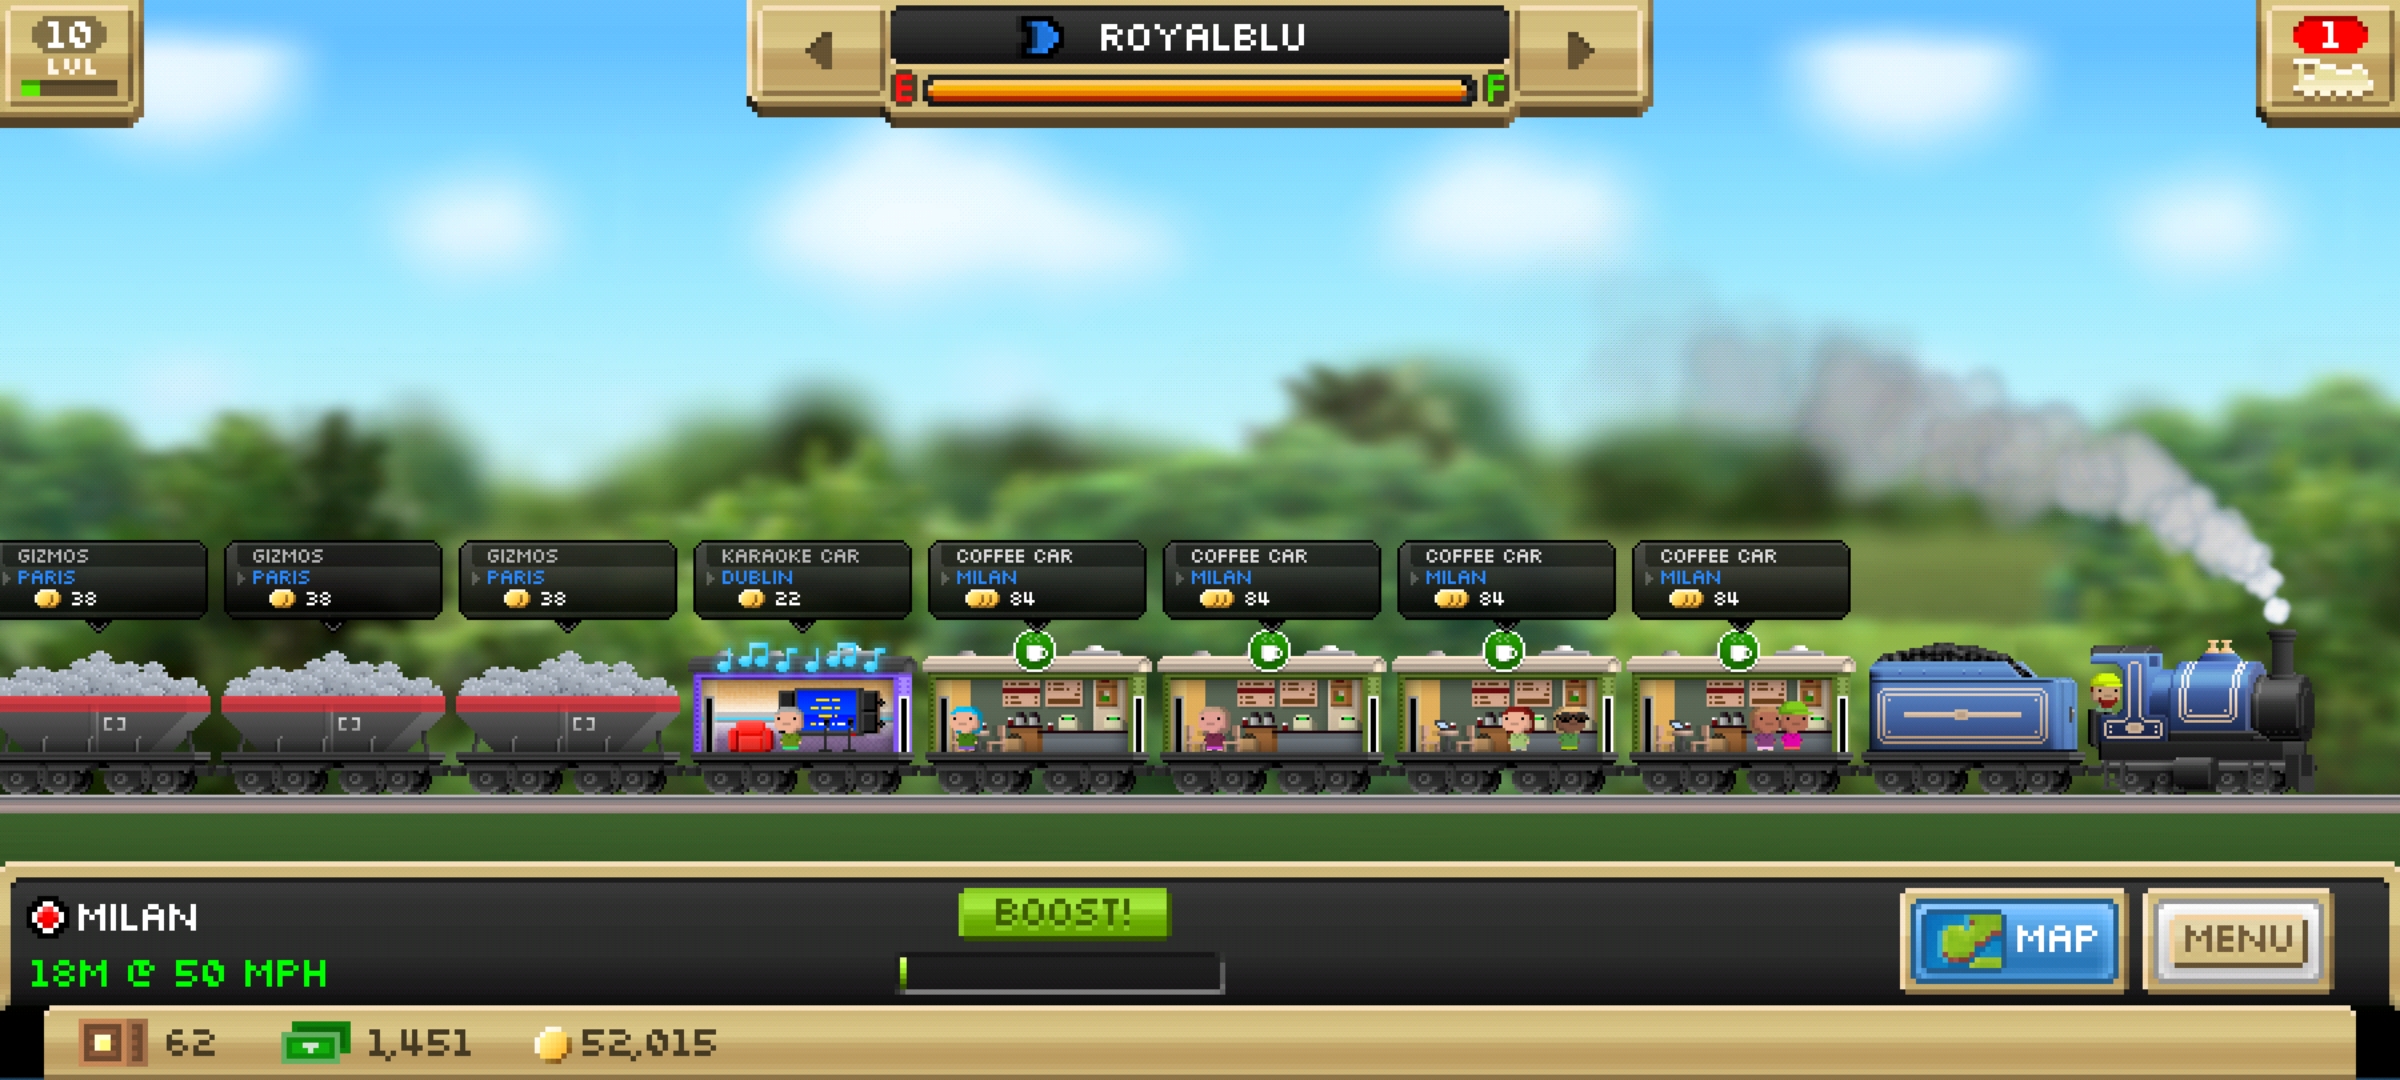 10
LVL
ROYALBLU
E F
1
GIZMOS
PARIS
38
GIZMOS
PARIS
38
GIZMOS
PARIS
38
KARAOKE CAR
DUBLIN
22
COFFEE CAR
MILAN
84
COFFEE CAR
MILAN
84
COFFEE CAR
MILAN
84
COFFEE CAR
MILAN
84
MILAN
18M @ 50 MPH
BOOST!
MAP
MENU
62 1,451 52,015